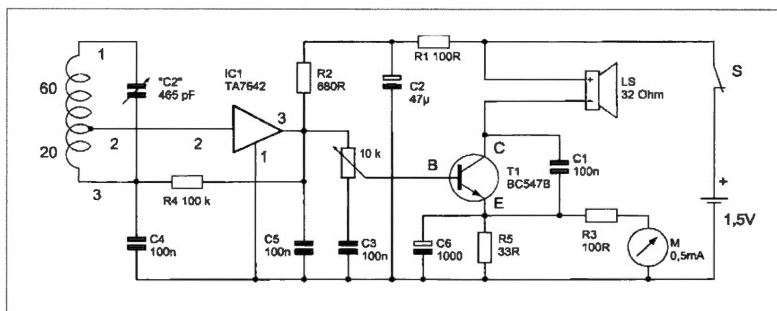 1
60
20
"C2"
465 pF
2
3
R4 100 k
C4
100n
IC1
TA7642
2
3
1
R2
680R
C5
100n
10 k
C3
100n
C2
47µ
R1 100R
B
C
E
T1
BC547B
C6
1000
R5
33R
C1
100n
LS
32 Ohm
R3
100R
M
0,5mA
S
+
1,5V